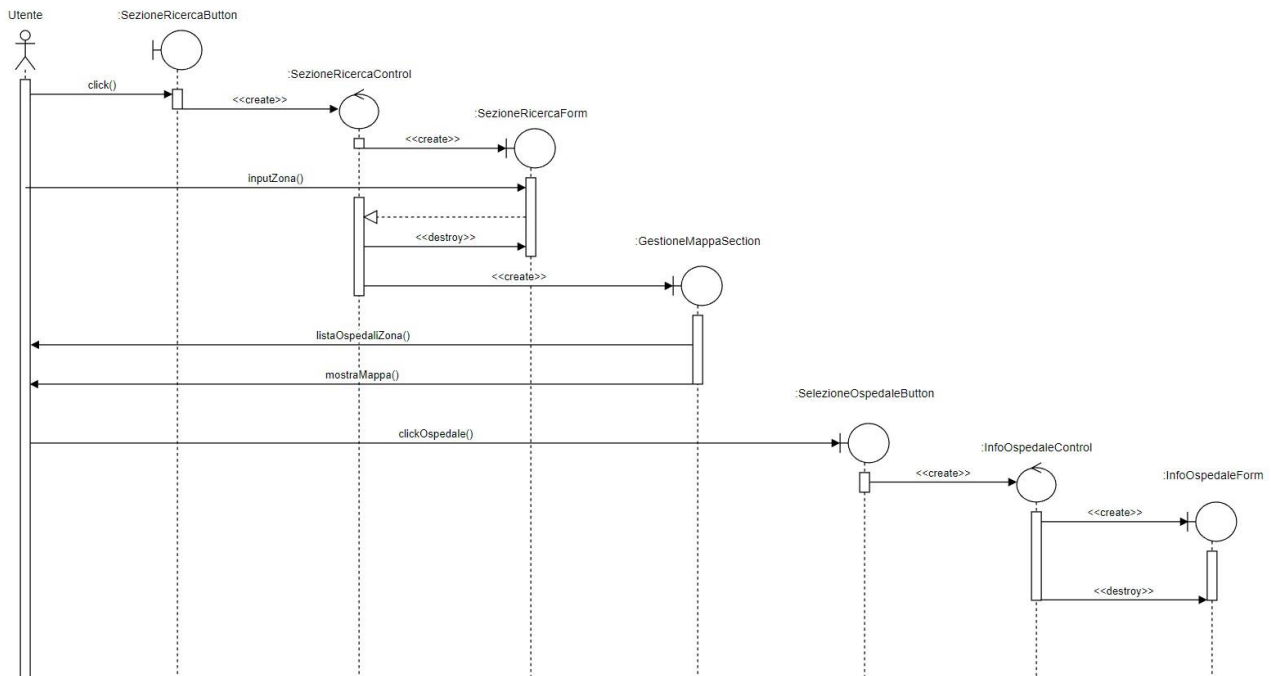 Utente
:SezioneRicercaButton
:SezioneRicercaControl
click()
<<create>>
:SezioneRicercaForm
<<create>>
inputZona()
<<destroy>>
:GestioneMappaSection
<<create>>
listaOspedaliZona()
mostraMappa()
:SelezioneOspedaleButton
clickOspedale()
:InfoOspedaleControl
<<create>>
:InfoOspedaleForm
<<create>>
<<destroy>>